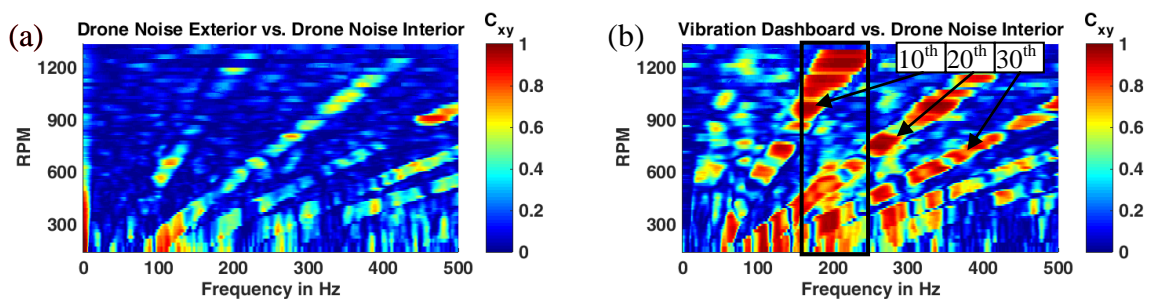 (a)
Drone Noise Exterior vs. Drone Noise Interior
Cxy
1200
900
600
300
RPM
0 100 200 300 400 500
Frequency in Hz
1
0.8
0.6
0.4
0.2
0
(b)
Vibration Dashboard vs. Drone Noise Interior
Cxy
10th 20th 30th
1200
900
600
300
RPM
0 100 200 300 400 500
Frequency in Hz
1
0.8
0.6
0.4
0.2
0